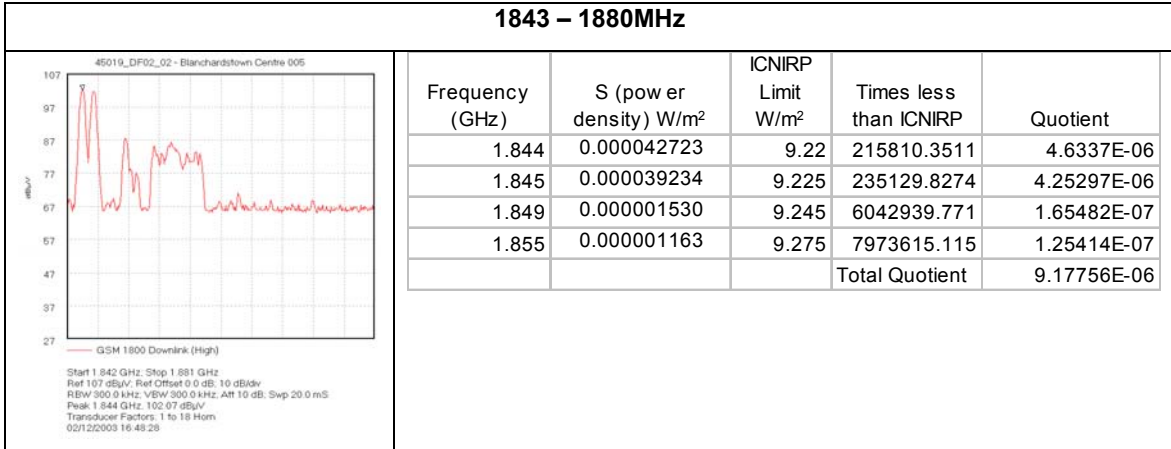 1843 – 1880MHz
45019_DF02_02 - Blanchardstown Centre 005
107
97
87
77
67
57
47
37
27
dBµV
GSM 1800 Downlink (High)
Start 1.842 GHz; Stop 1.881 GHz
Ref 107 dBµV; Ref Offset 0.0 dB; 10 dB/div
RBW 300.0 kHz; VBW 300.0 kHz; Att 10 dB; Swp 20.0 mS
Peak 1.844 GHz, 102.07 dBµV
Transducer Factors: 1 to 18 Horn
02/12/2003 16:48:28
Frequency (GHz) S (pow er density) W/m² ICNIRP Limit W/m² Times less than ICNIRP Quotient
1.844 0.000042723 9.22 215810.3511 4.6337E-06
1.845 0.000039234 9.225 235129.8274 4.25297E-06
1.849 0.000001530 9.245 6042939.771 1.65482E-07
1.855 0.000001163 9.275 7973615.115 1.25414E-07
Total Quotient 9.17756E-06